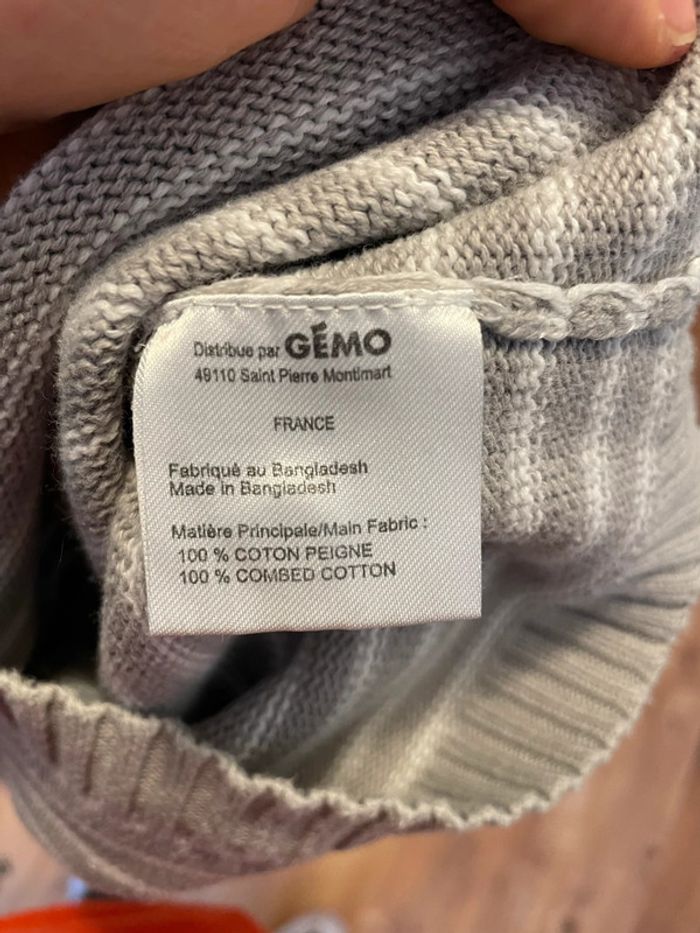 Distribue par GÉMO
49110 Saint Pierre Montlimart
FRANCE
Fabriqué au Bangladesh
Made in Bangladesh
Matière Principale/Main Fabric :
100 % COTON PEIGNE
100 % COMBED COTTON